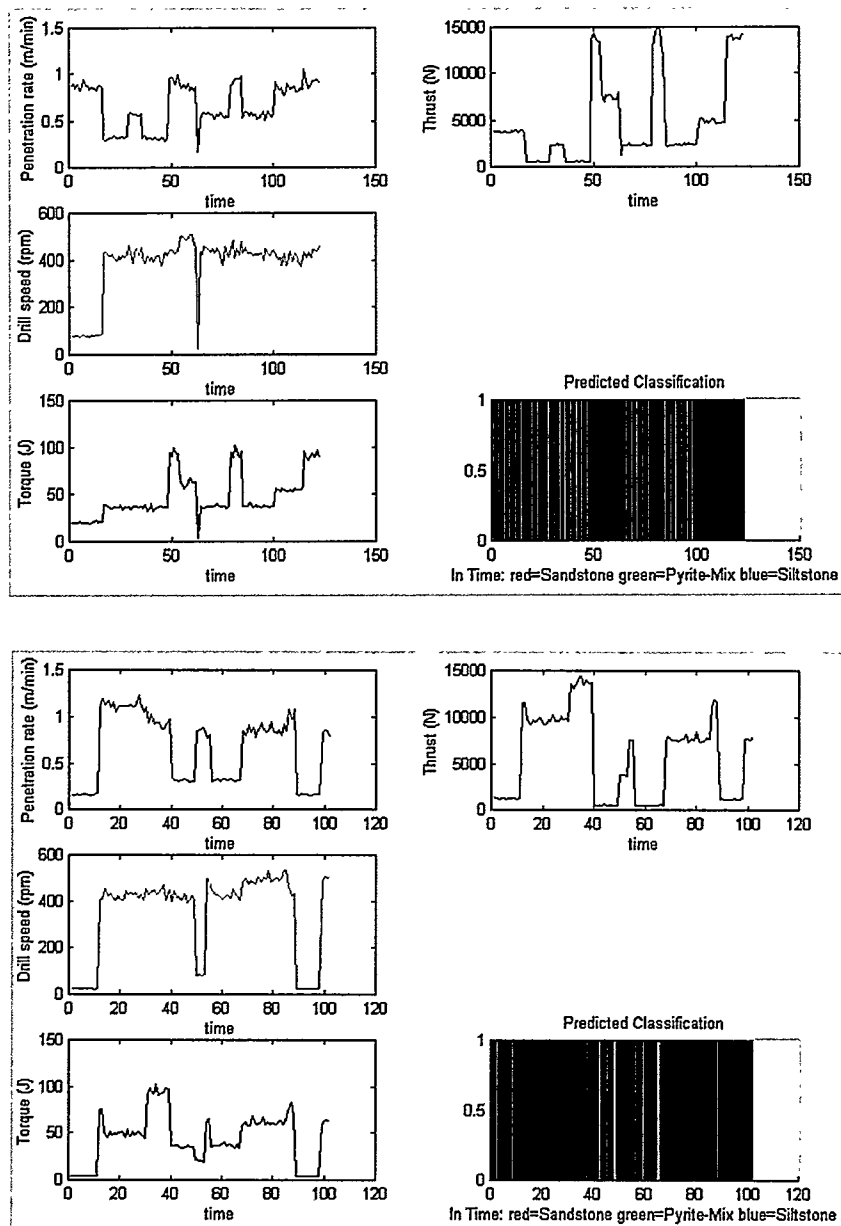 1.5
1
0.5
0
Penetration rate (m/min)
0 50 100 150
time
15000
10000
5000
0
Thrust (N)
0 50 100 150
time
600
400
200
0
Drill speed (rpm)
0 50 100 150
time
150
100
50
0
Torque (J)
0 50 100 150
time
Predicted Classification
1
0.5
0
0 50 100 150
In Time: red=Sandstone green=Pyrite-Mix blue=Siltstone
1.5
1
0.5
0
Penetration rate (m/min)
0 20 40 60 80 100 120
time
15000
10000
5000
0
Thrust (N)
0 20 40 60 80 100 120
time
600
400
200
0
Drill speed (rpm)
0 20 40 60 80 100 120
time
150
100
50
0
Torque (J)
0 20 40 60 80 100 120
time
Predicted Classification
1
0.5
0
0 20 40 60 80 100 120
In Time: red=Sandstone green=Pyrite-Mix blue=Siltstone